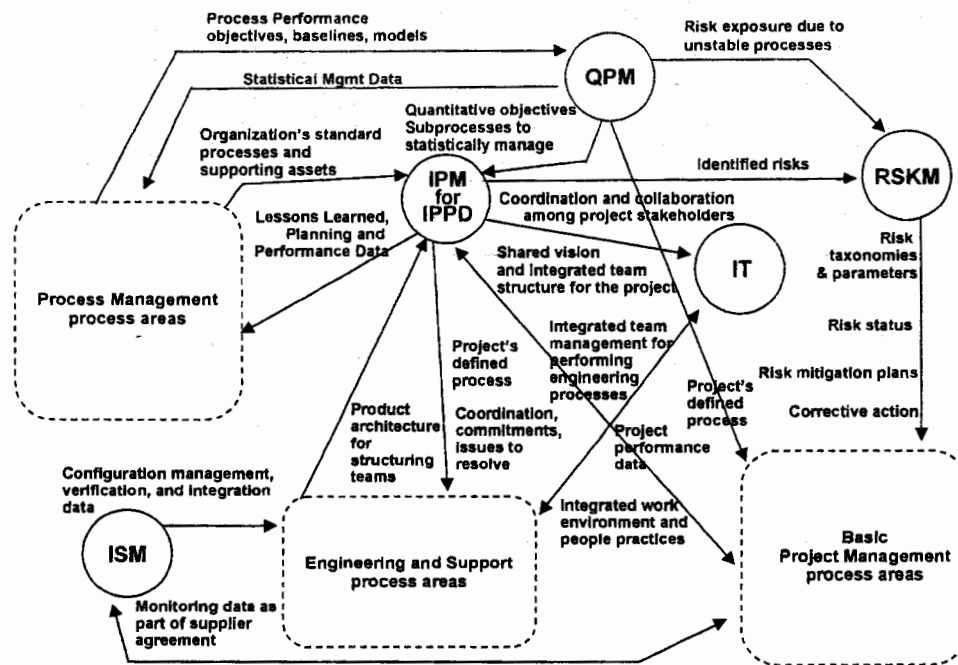 Process Performance
objectives, baselines, models
Risk exposure due to
unstable processes
QPM
Statistical Mgmt Data
Quantitative objectives
Subprocesses to
statistically manage
Organization's standard
processes and
supporting assets
Identified risks
RSKM
IPM
for
IPPD
Coordination and collaboration
among project stakeholders
Lessons Learned,
Planning and
Performance Data
Risk
taxonomies
& parameters
Shared vision
and Integrated team
structure for the project
IT
Process Management
process areas
Integrated team
management for
performing
engineering
processes
Risk status
Project's
defined
process
Risk mitigation plans
Project's
defined
process
Corrective action
Product
architecture
for
structuring
teams
Coordination,
commitments,
issues to
resolve
Project
performance
data
Configuration management,
verification, and integration
data
Integrated work
environment and
people practices
ISM
Engineering and Support
process areas
Basic
Project Management
process areas
Monitoring data as
part of supplier
agreement